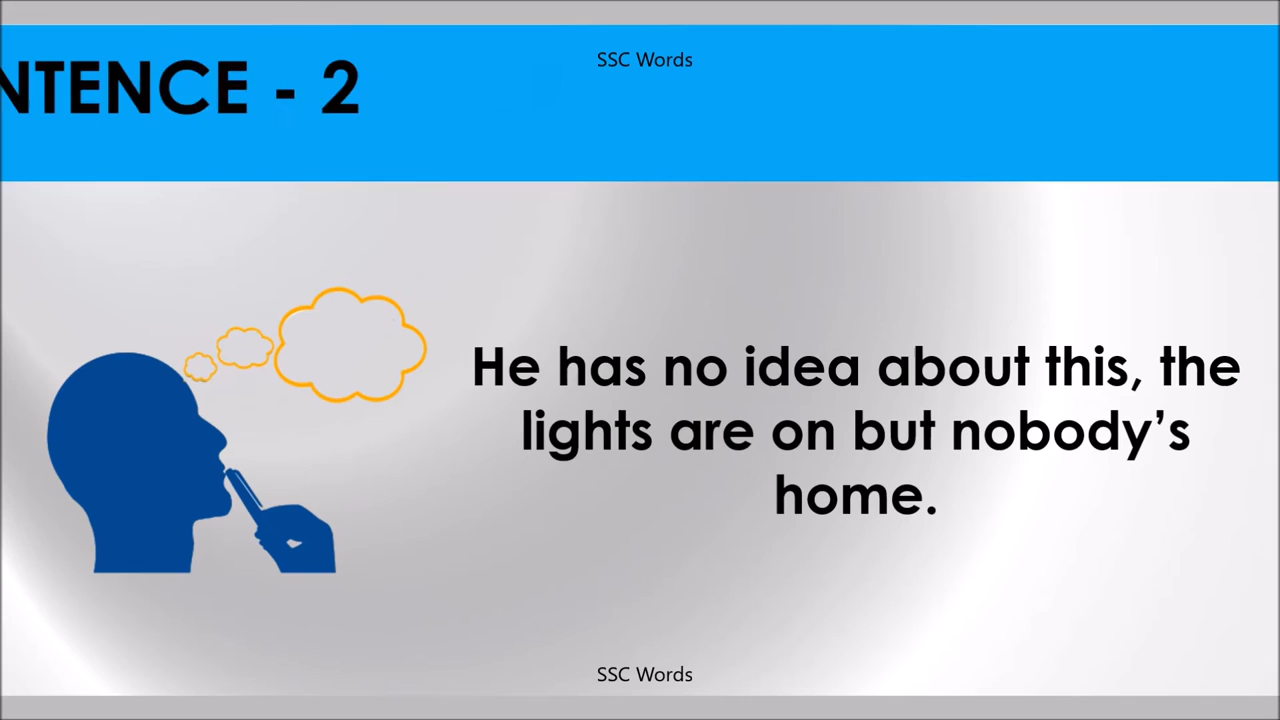 SSC Words
NTENCE - 2
He has no idea about this, the
lights are on but nobody’s
home.
SSC Words